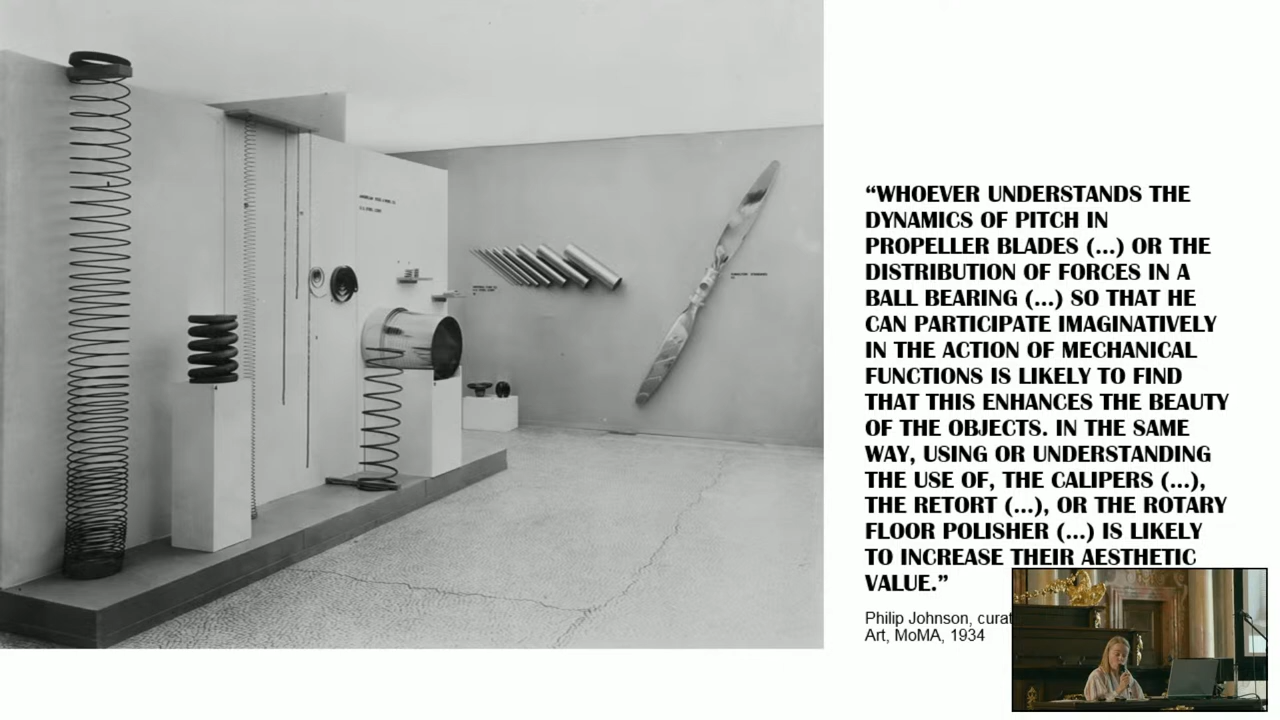 “WHOEVER UNDERSTANDS THE
DYNAMICS OF PITCH IN
PROPELLER BLADES (...) OR THE
DISTRIBUTION OF FORCES IN A
BALL BEARING (...) SO THAT HE
CAN PARTICIPATE IMAGINATIVELY
IN THE ACTION OF MECHANICAL
FUNCTIONS IS LIKELY TO FIND
THAT THIS ENHANCES THE BEAUTY
OF THE OBJECTS. IN THE SAME
WAY, USING OR UNDERSTANDING
THE USE OF, THE CALIPERS (...),
THE RETORT (...), OR THE ROTARY
FLOOR POLISHER (...) IS LIKELY
TO INCREASE THEIR AESTHETIC
VALUE.”
Philip Johnson, curat
Art, MoMA, 1934